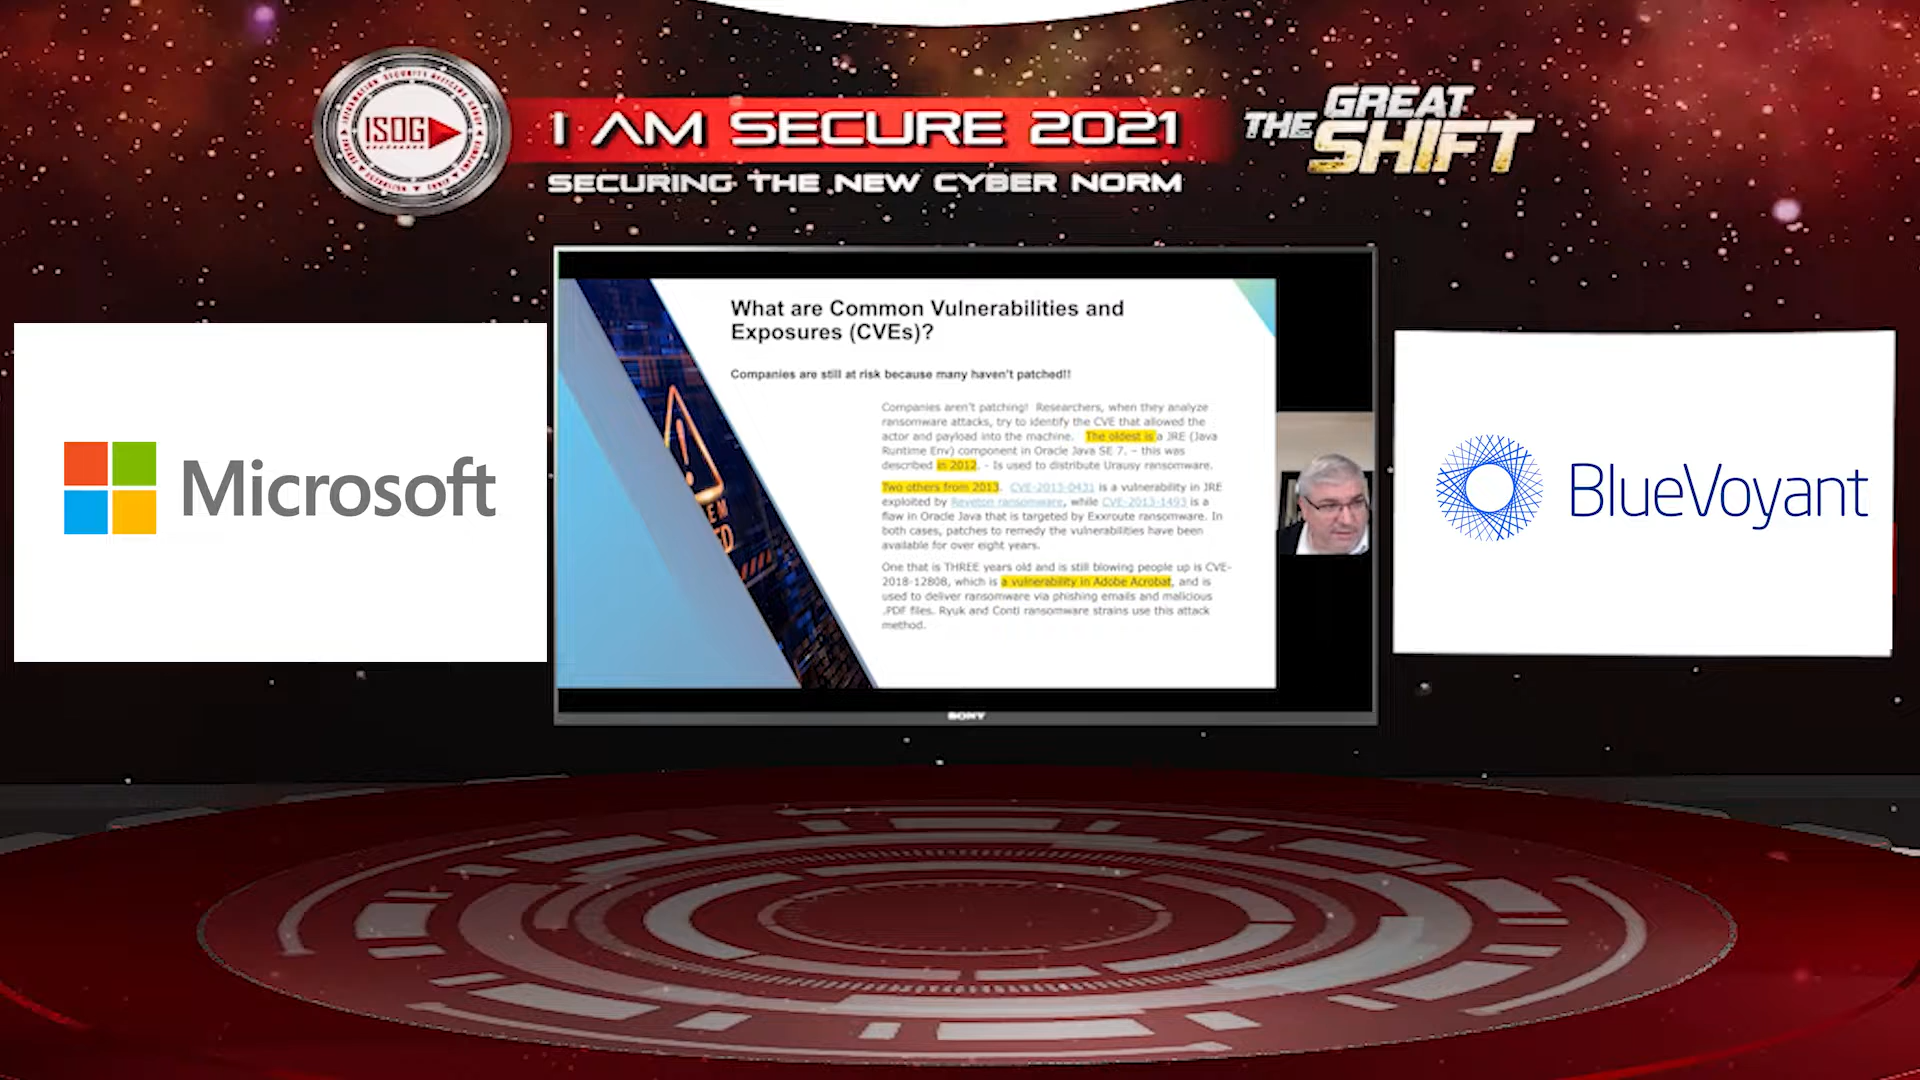 ISOG
I AM SECURE 2021
SECURING THE NEW CYBER NORM
THE GREAT SHIFT
Microsoft
What are Common Vulnerabilities and
Exposures (CVEs)?
Companies are still at risk because many haven't patched!!
Companies aren't patching! Researchers, when they analyze
ransomware attacks, try to identify the CVE that allowed the
actor and payload into the machine. The oldest is a JRE (Java
Runtime Env) component in Oracle Java SE 7. – this was
described in 2012. - Is used to distribute Urausy ransomware.
Two others from 2013. CVE-2013-0431 is a vulnerability in JRE
exploited by Reveton ransomware, while CVE-2013-1493 is a
flaw in Oracle Java that is targeted by Exxroute ransomware. In
both cases, patches to remedy the vulnerabilities have been
available for over eight years.
One that is THREE years old and is still blowing people up is CVE-
2018-12808, which is a vulnerability in Adobe Acrobat, and is
used to deliver ransomware via phishing emails and malicious
.PDF files. Ryuk and Conti ransomware strains use this attack
method.
SONY
BlueVoyant